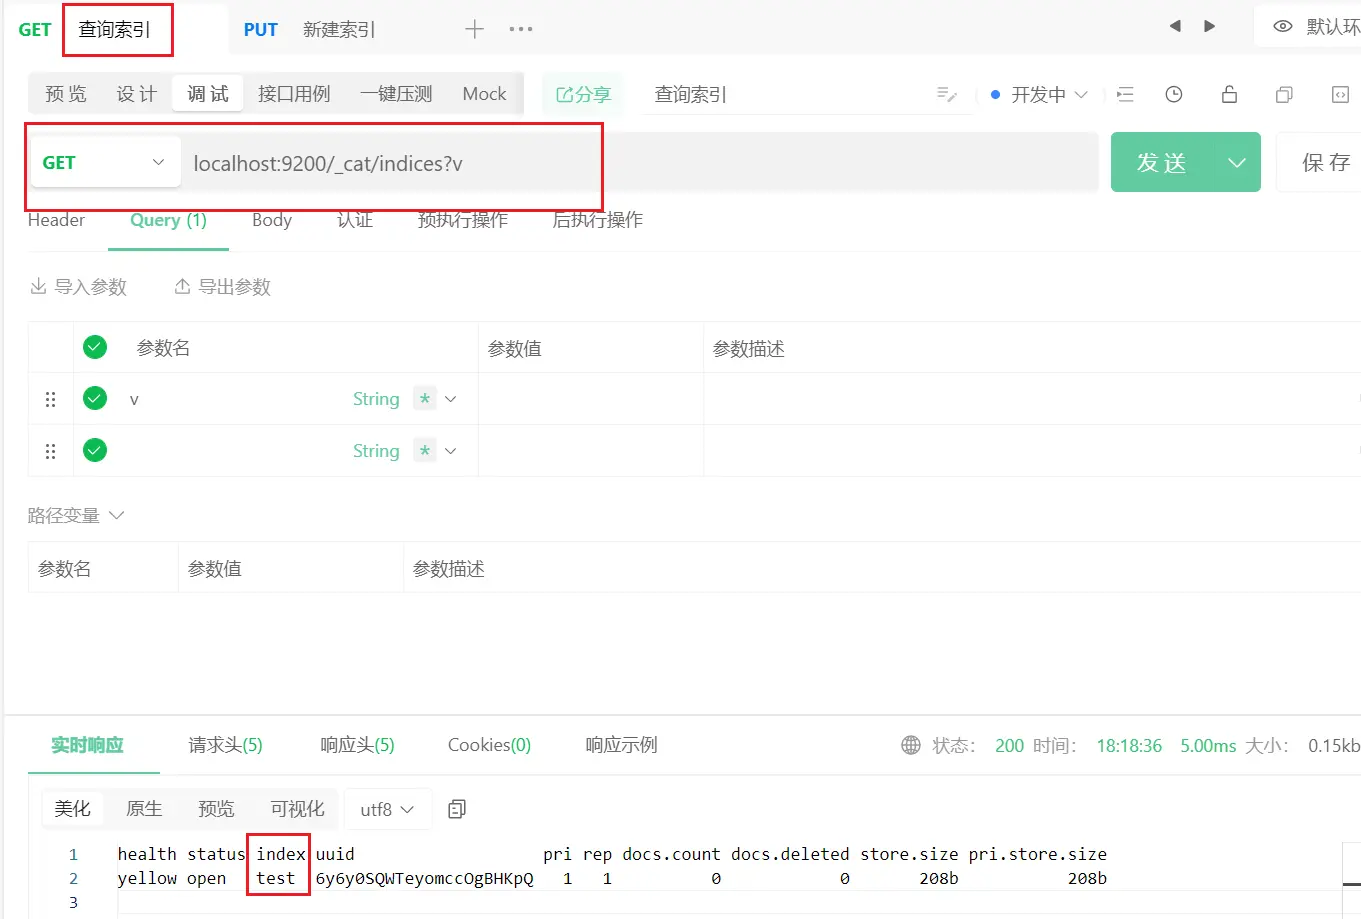 GET 查询索引 PUT 新建索引 默认环
预览 设计 调试 接口用例 一键压测 Mock 分享 查询索引 开发中
GET localhost:9200/_cat/indices?v 发送 保存
Header Query (1) Body 认证 预执行操作 后执行操作
导入参数 导出参数
参数名 参数值 参数描述
v String *
String *
路径变量
参数名 参数值 参数描述
实时响应 请求头(5) 响应头(5) Cookies(0) 响应示例 状态: 200 时间: 18:18:36 5.00ms 大小: 0.15kb
美化 原生 预览 可视化 utf8
1 health status index uuid pri rep docs.count docs.deleted store.size pri.store.size
2 yellow open test 6y6y0SQWTeyomccOgBHKpQ 1 1 0 0 208b 208b
3